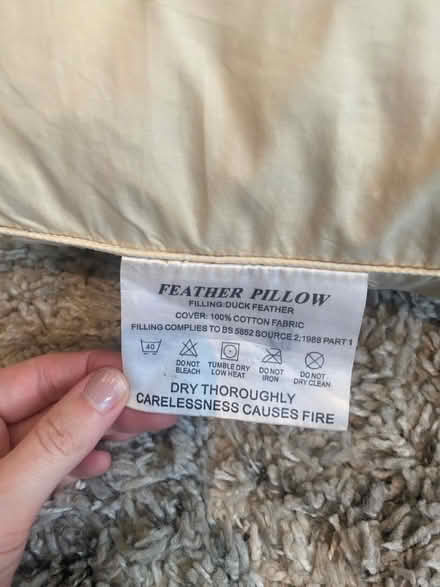 FEATHER PILLOW
FILLING:DUCK FEATHER
COVER: 100% COTTON FABRIC
FILLING COMPLIES TO BS 5852 SOURCE 2,1988 PART 1
40
DO NOT BLEACH
TUMBLE DRY LOW HEAT
DO NOT IRON
DO NOT DRY CLEAN
DRY THOROUGHLY
CARELESSNESS CAUSES FIRE